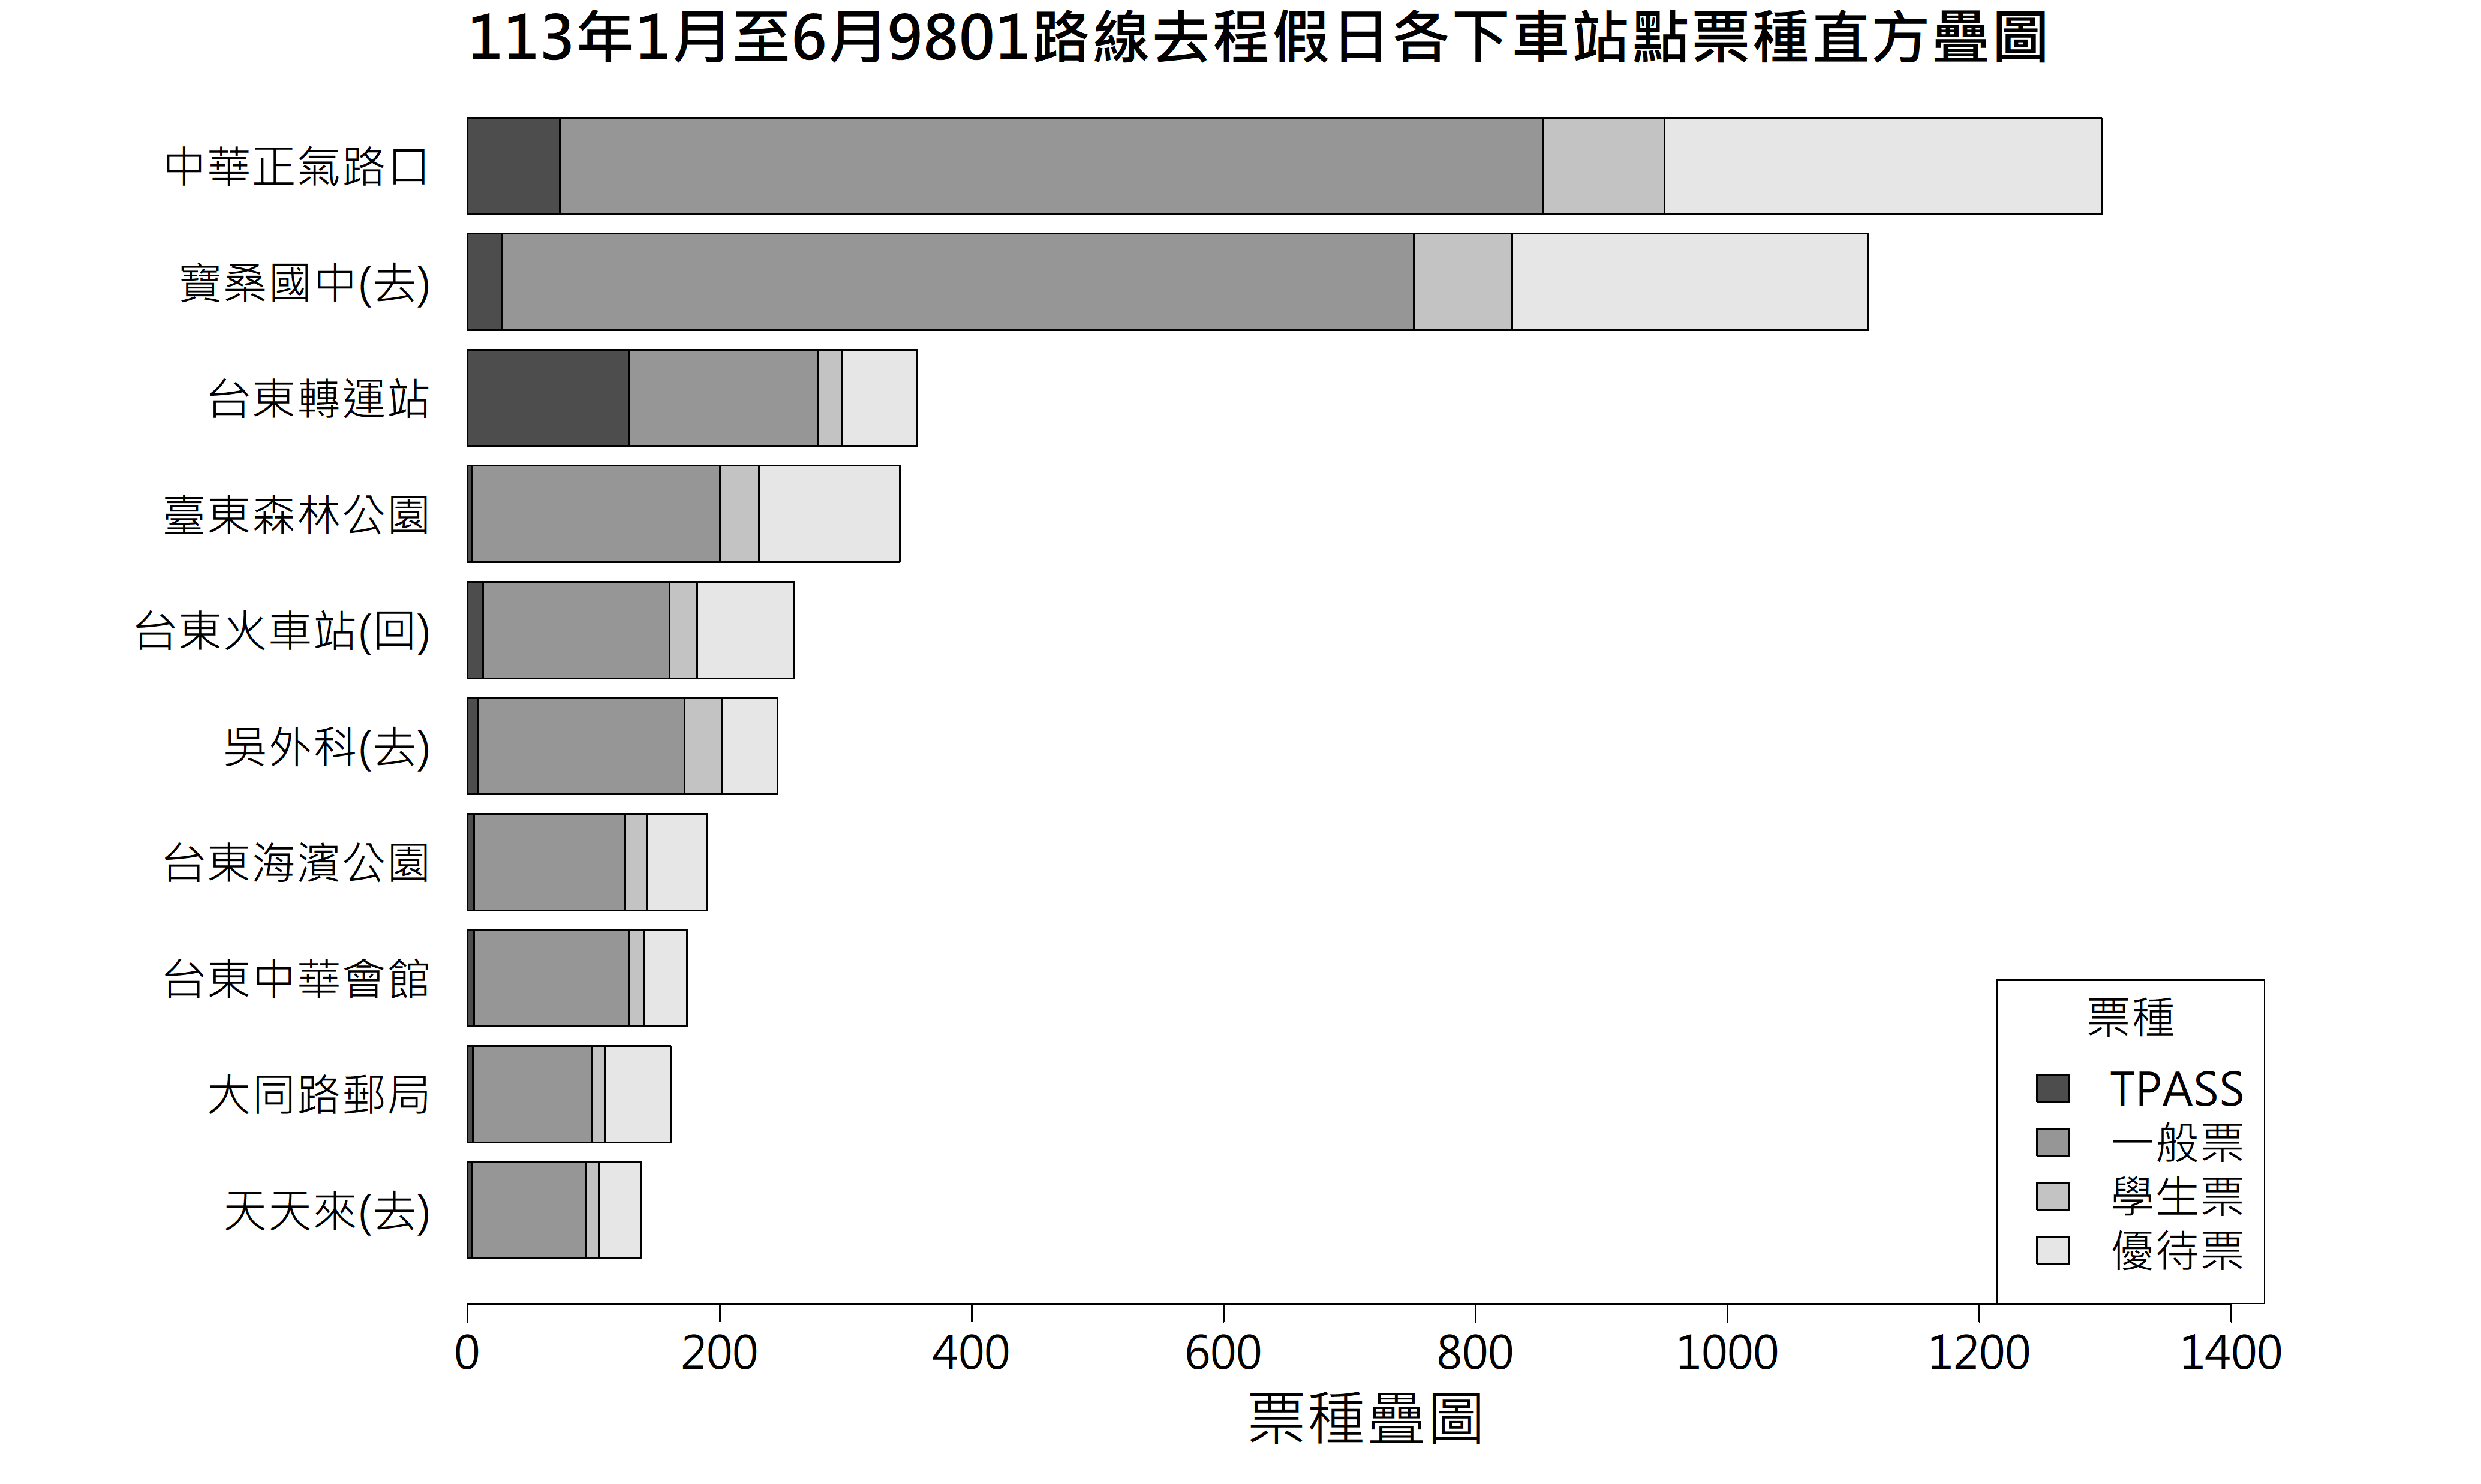 113年1月至6月9801路線去程假日各下車站點票種直方疊圖
中華正氣路口
寶桑國中(去)
台東轉運站
臺東森林公園
台東火車站(回)
吳外科(去)
台東海濱公園
台東中華會館
大同路郵局
天天來(去)
票種
TPASS
一般票
學生票
優待票
0 200 400 600 800 1000 1200 1400
票種疊圖